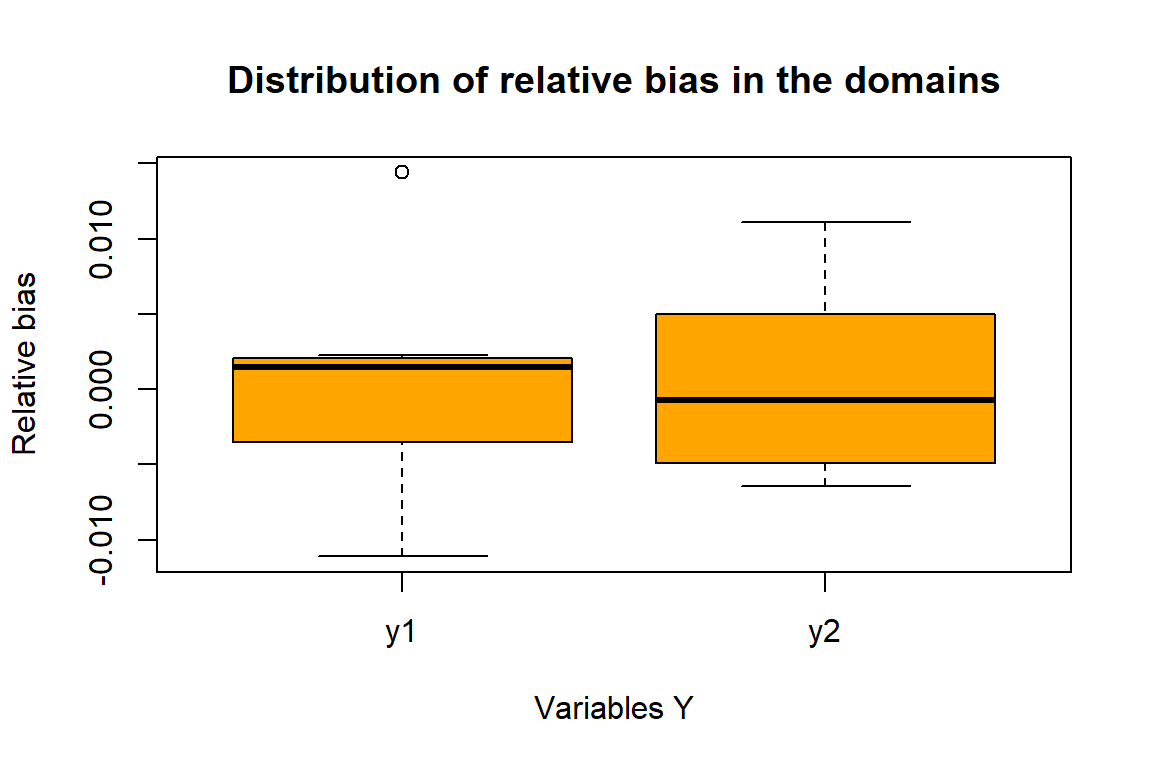 Distribution of relative bias in the domains
Relative bias
0.010
0.000
-0.010
y1
y2
Variables Y